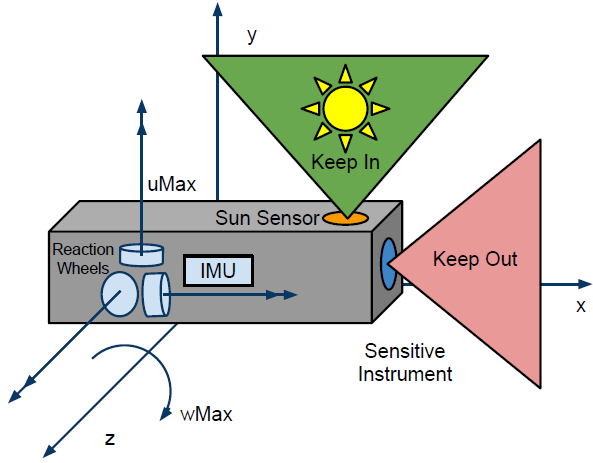 y
Keep In
uMax
Sun Sensor
Reaction
Wheels
IMU
Keep Out
x
Sensitive
Instrument
wMax
z